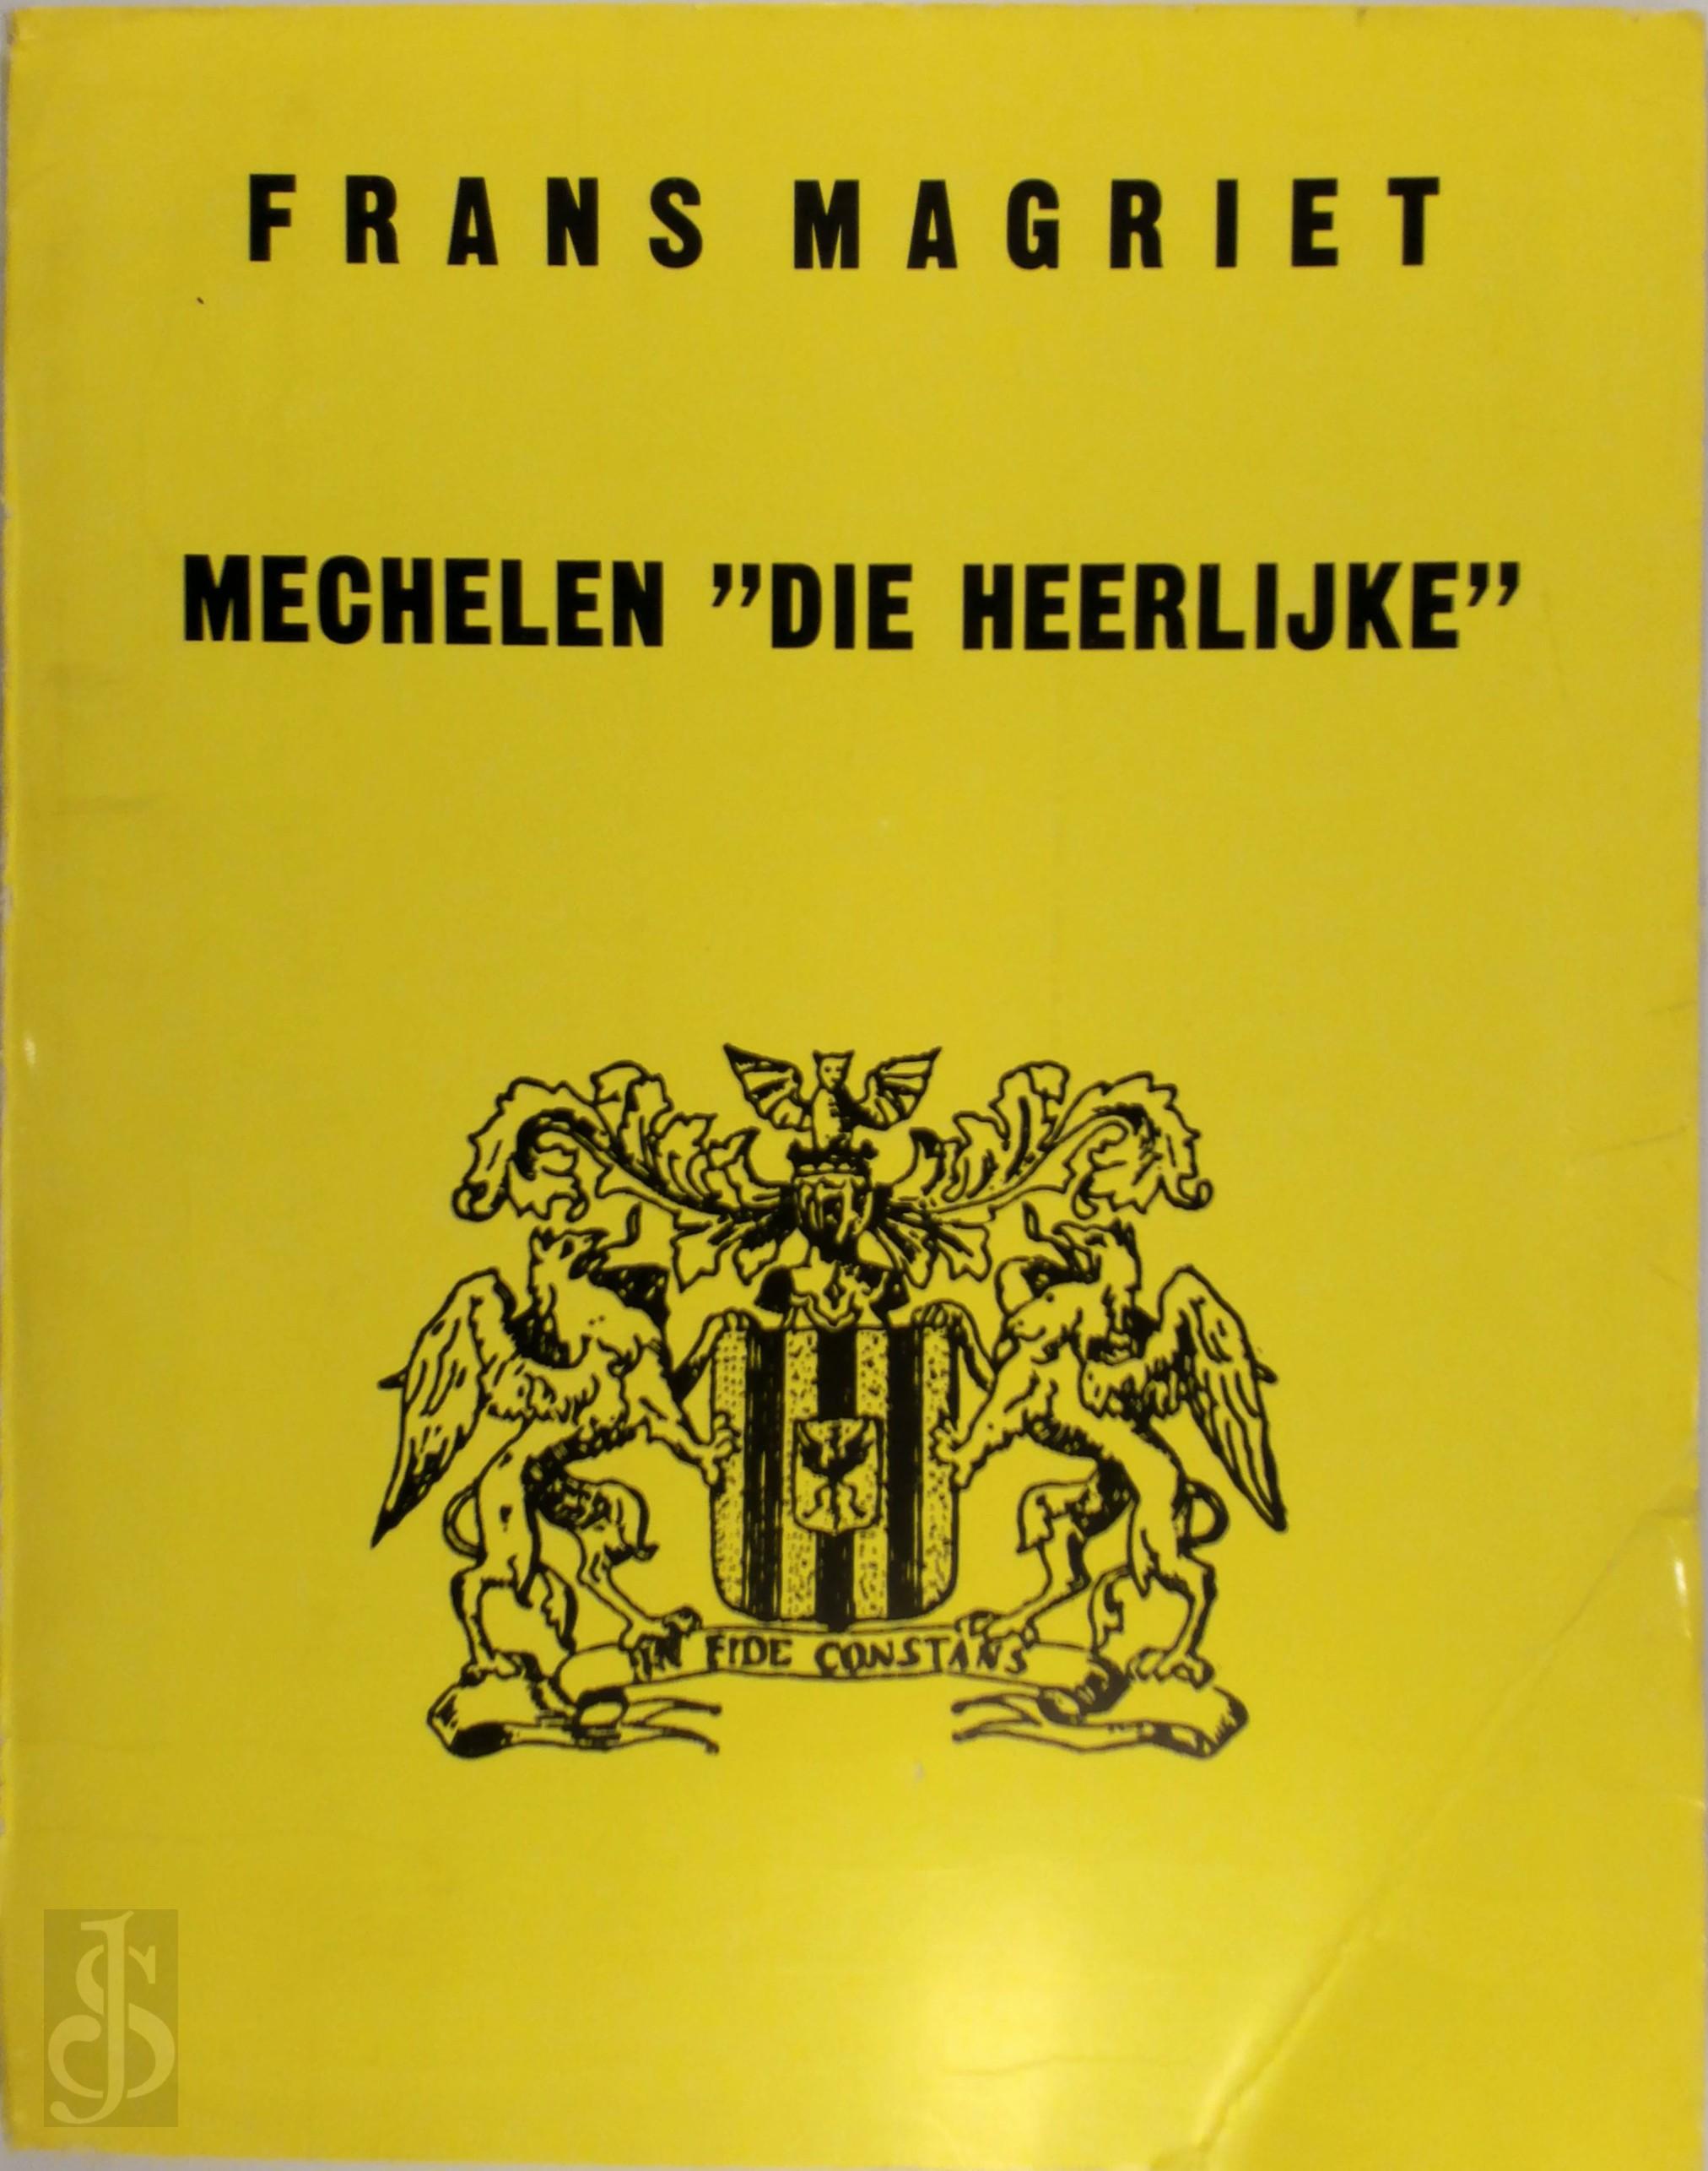 FRANS MAGRIET
MECHELEN ”DIE HEERLIJKE”
IN FIDE CONSTANS